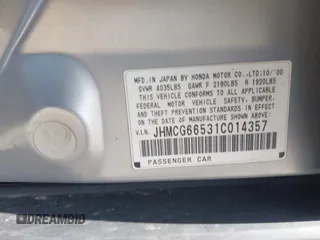 MFD. IN JAPAN BY HONDA MOTOR CO.,LTD:10/'00
GVWR 4035LBS GAWR F 2180LBS R 1920LBS
THIS VEHICLE CONFORMS TO ALL APPLICABLE
FEDERAL MOTOR VEHICLE SAFETY, BUMPER,
AND THEFT PREVENTION STANDARDS IN EFFECT
ON THE DATE OF MANUFACTURE SHOWN ABOVE.
V.I.N: JHMCG66531C014357
PASSENGER CAR
DREAMBID